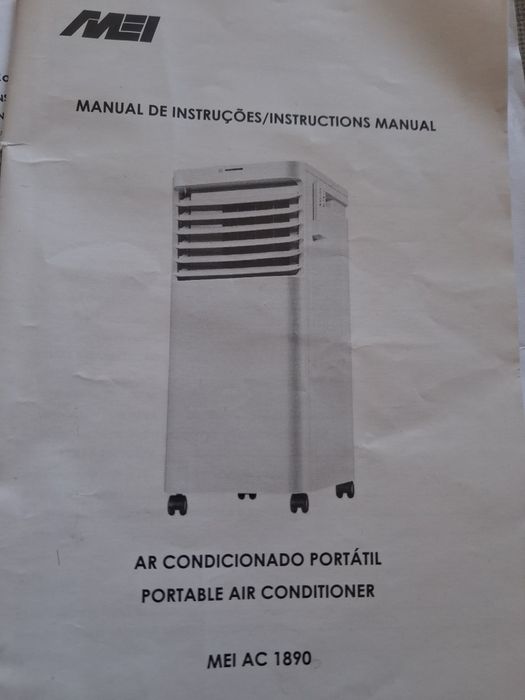 MEI
MANUAL DE INSTRUÇÕES/INSTRUCTIONS MANUAL
AR CONDICIONADO PORTÁTIL
PORTABLE AIR CONDITIONER
MEI AC 1890